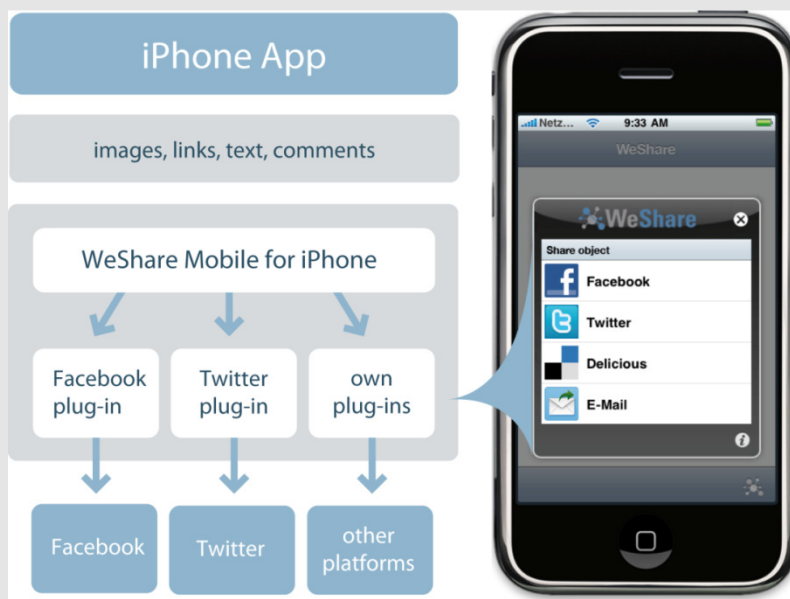 iPhone App
images, links, text, comments
WeShare Mobile for iPhone
Facebook
plug-in
Twitter
plug-in
own
plug-ins
Facebook
Twitter
other
platforms
Netz... 9:33 AM
WeShare
WeShare
Share object
Facebook
Twitter
Delicious
E-Mail